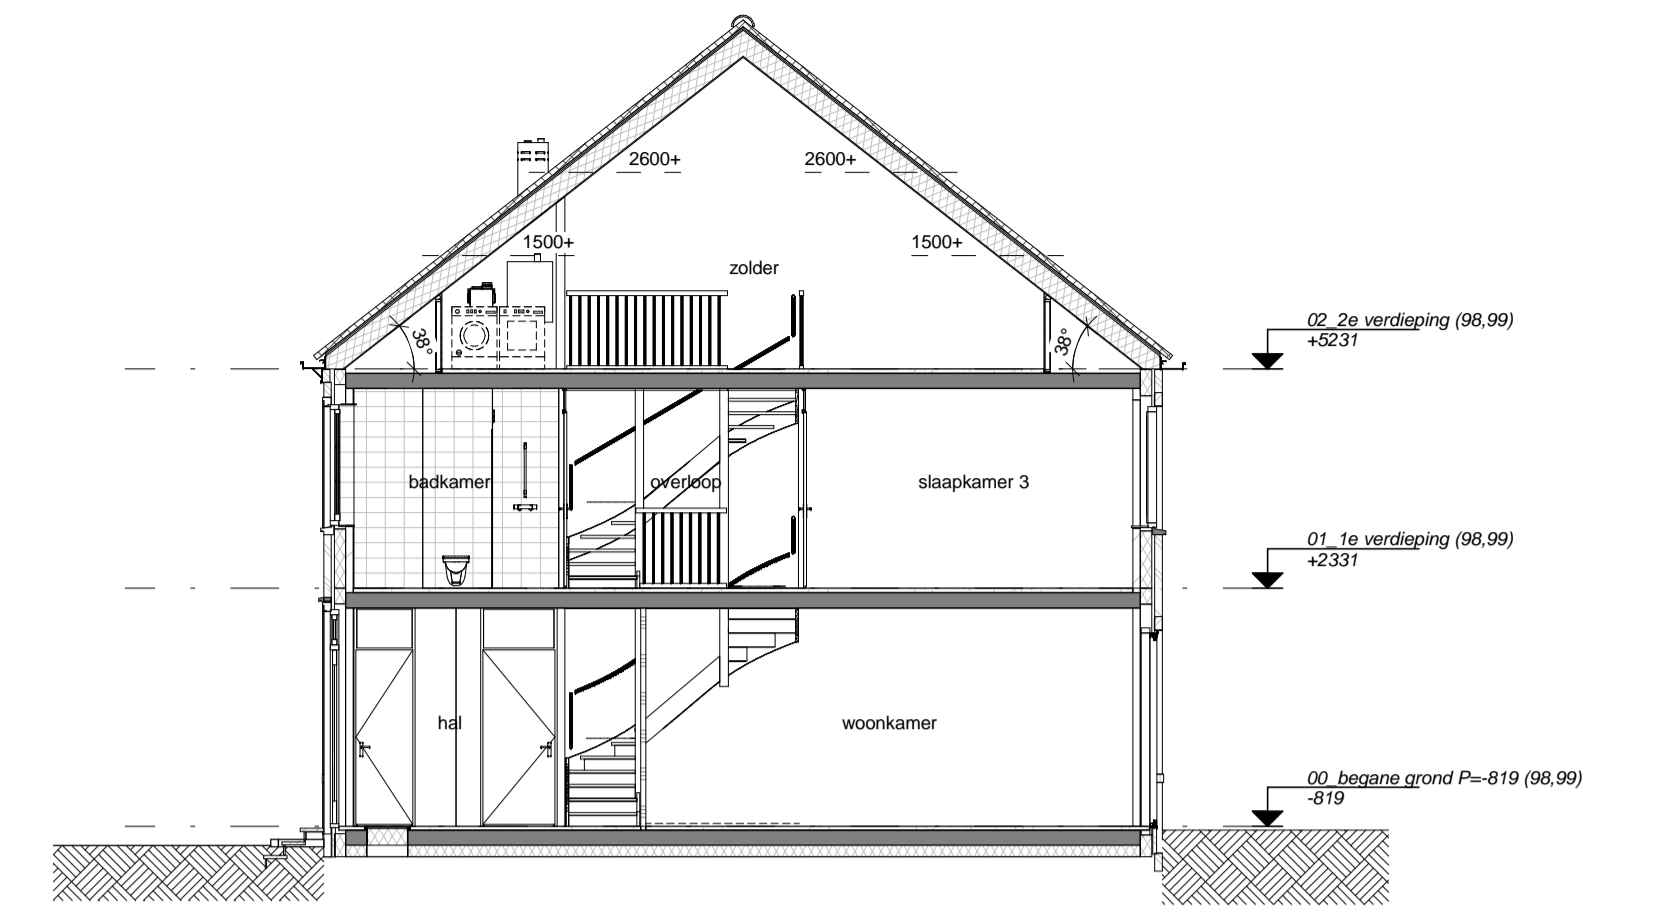 2600+ 2600+
1500+ 1500+
zolder
38° 38°
02_2e verdieping (98,99)
+5231
badkamer overloop slaapkamer 3
01_1e verdieping (98,99)
+2331
hal woonkamer
00_begane grond P=-819 (98,99)
-819